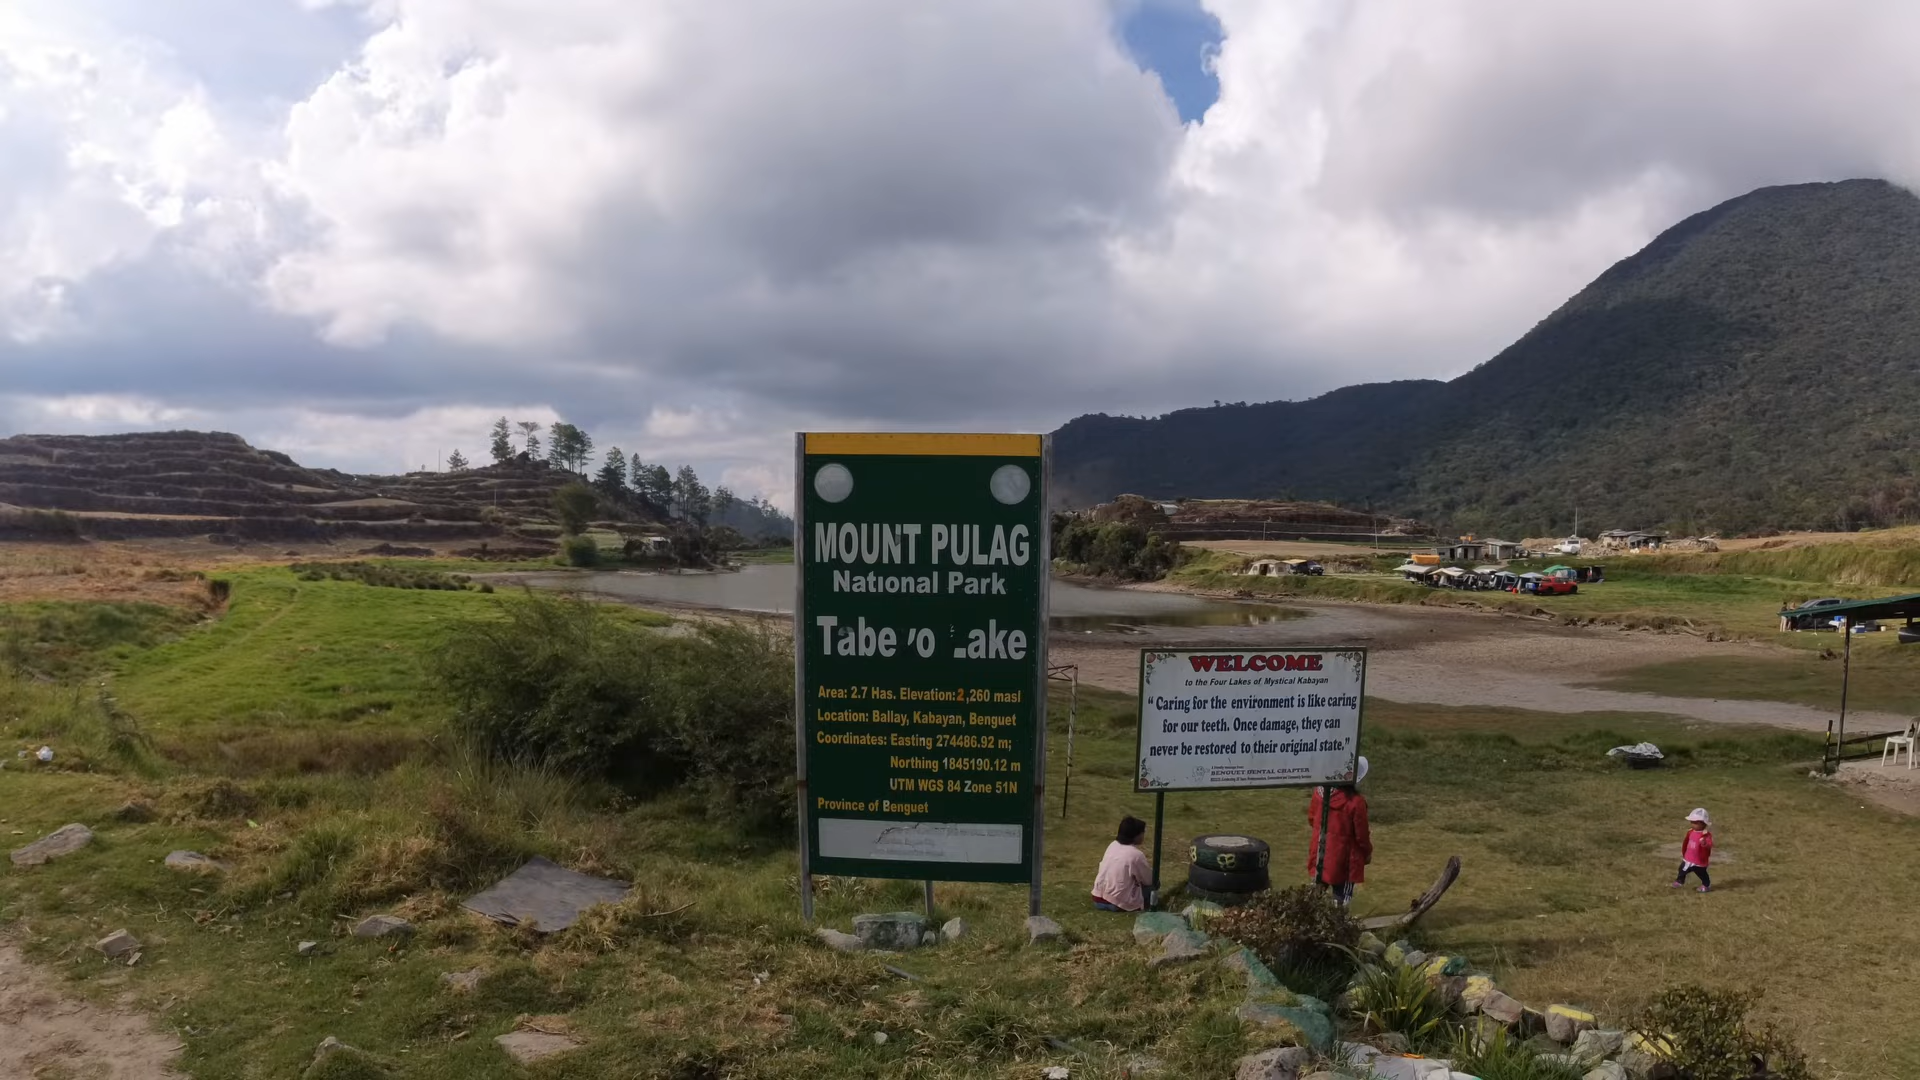 MOUNT PULAG
National Park
Tabe 'o ake
Area: 2.7 Has. Elevation: 2,260 masl
Location: Ballay, Kabayan, Benguet
Coordinates: Easting 274486.92 m;
Northing 1845190.12 m
UTM WGS 84 Zone 51N
Province of Benguet
WELCOME
to the Four Lakes of Mystical Kabayan
"Caring for the environment is like caring
for our teeth. Once damage, they can
never be restored to their original state."
BENGUET DENTAL CHAPTER